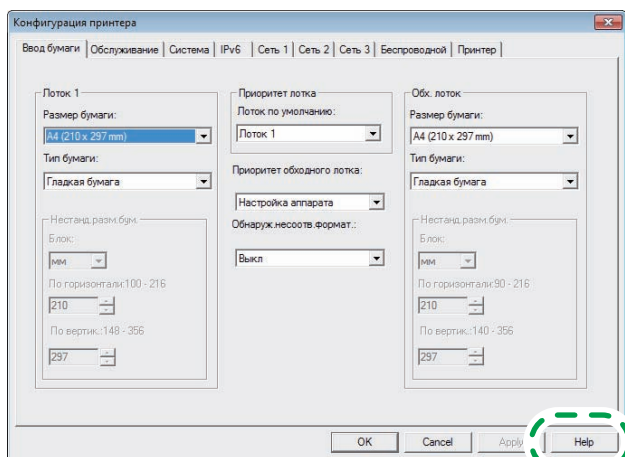 Конфигурация принтера
Ввод бумаги Обслуживание Система IPv6 Сеть 1 Сеть 2 Сеть 3 Беспроводной Принтер
Лоток 1
Размер бумаги:
A4 (210 x 297 mm)
Тип бумаги:
Гладкая бумага
Нестанд.разм.бум.
Блок:
мм
По горизонтали:100 - 216
210
По вертик.:148 - 356
297
Приоритет лотка
Лоток по умолчанию:
Лоток 1
Приоритет обходного лотка:
Настройка аппарата
Обнаруж.несоотв.формат.:
Выкл
Обх. лоток
Размер бумаги:
A4 (210 x 297 mm)
Тип бумаги:
Гладкая бумага
Нестанд.разм.бум.
Блок:
мм
По горизонтали:90 - 216
210
По вертик.:140 - 356
297
OK Cancel Apply Help